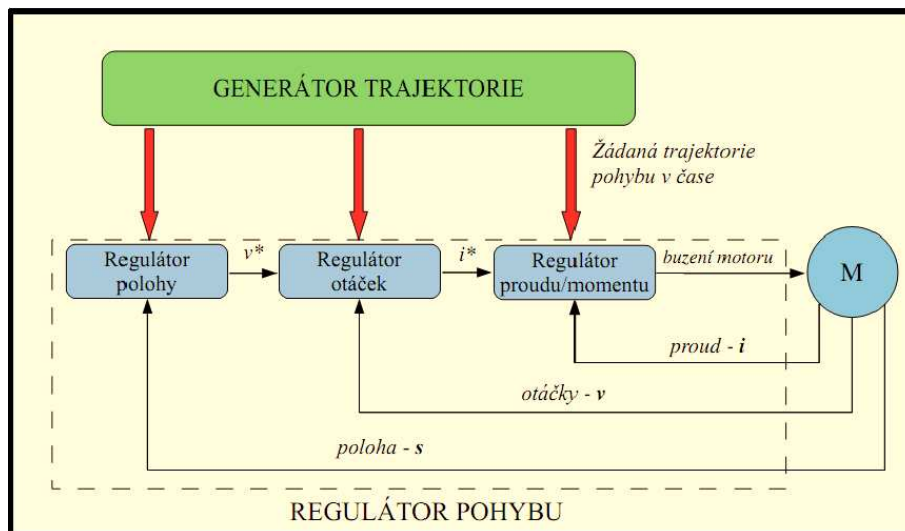 GENERÁTOR TRAJEKTORIE
Žádaná trajektorie
pohybu v čase
Regulátor
polohy
v*
Regulátor
otáček
i*
Regulátor
proudu/momentu
buzení motoru
M
proud - i
otáčky - v
poloha - s
REGULÁTOR POHYBU